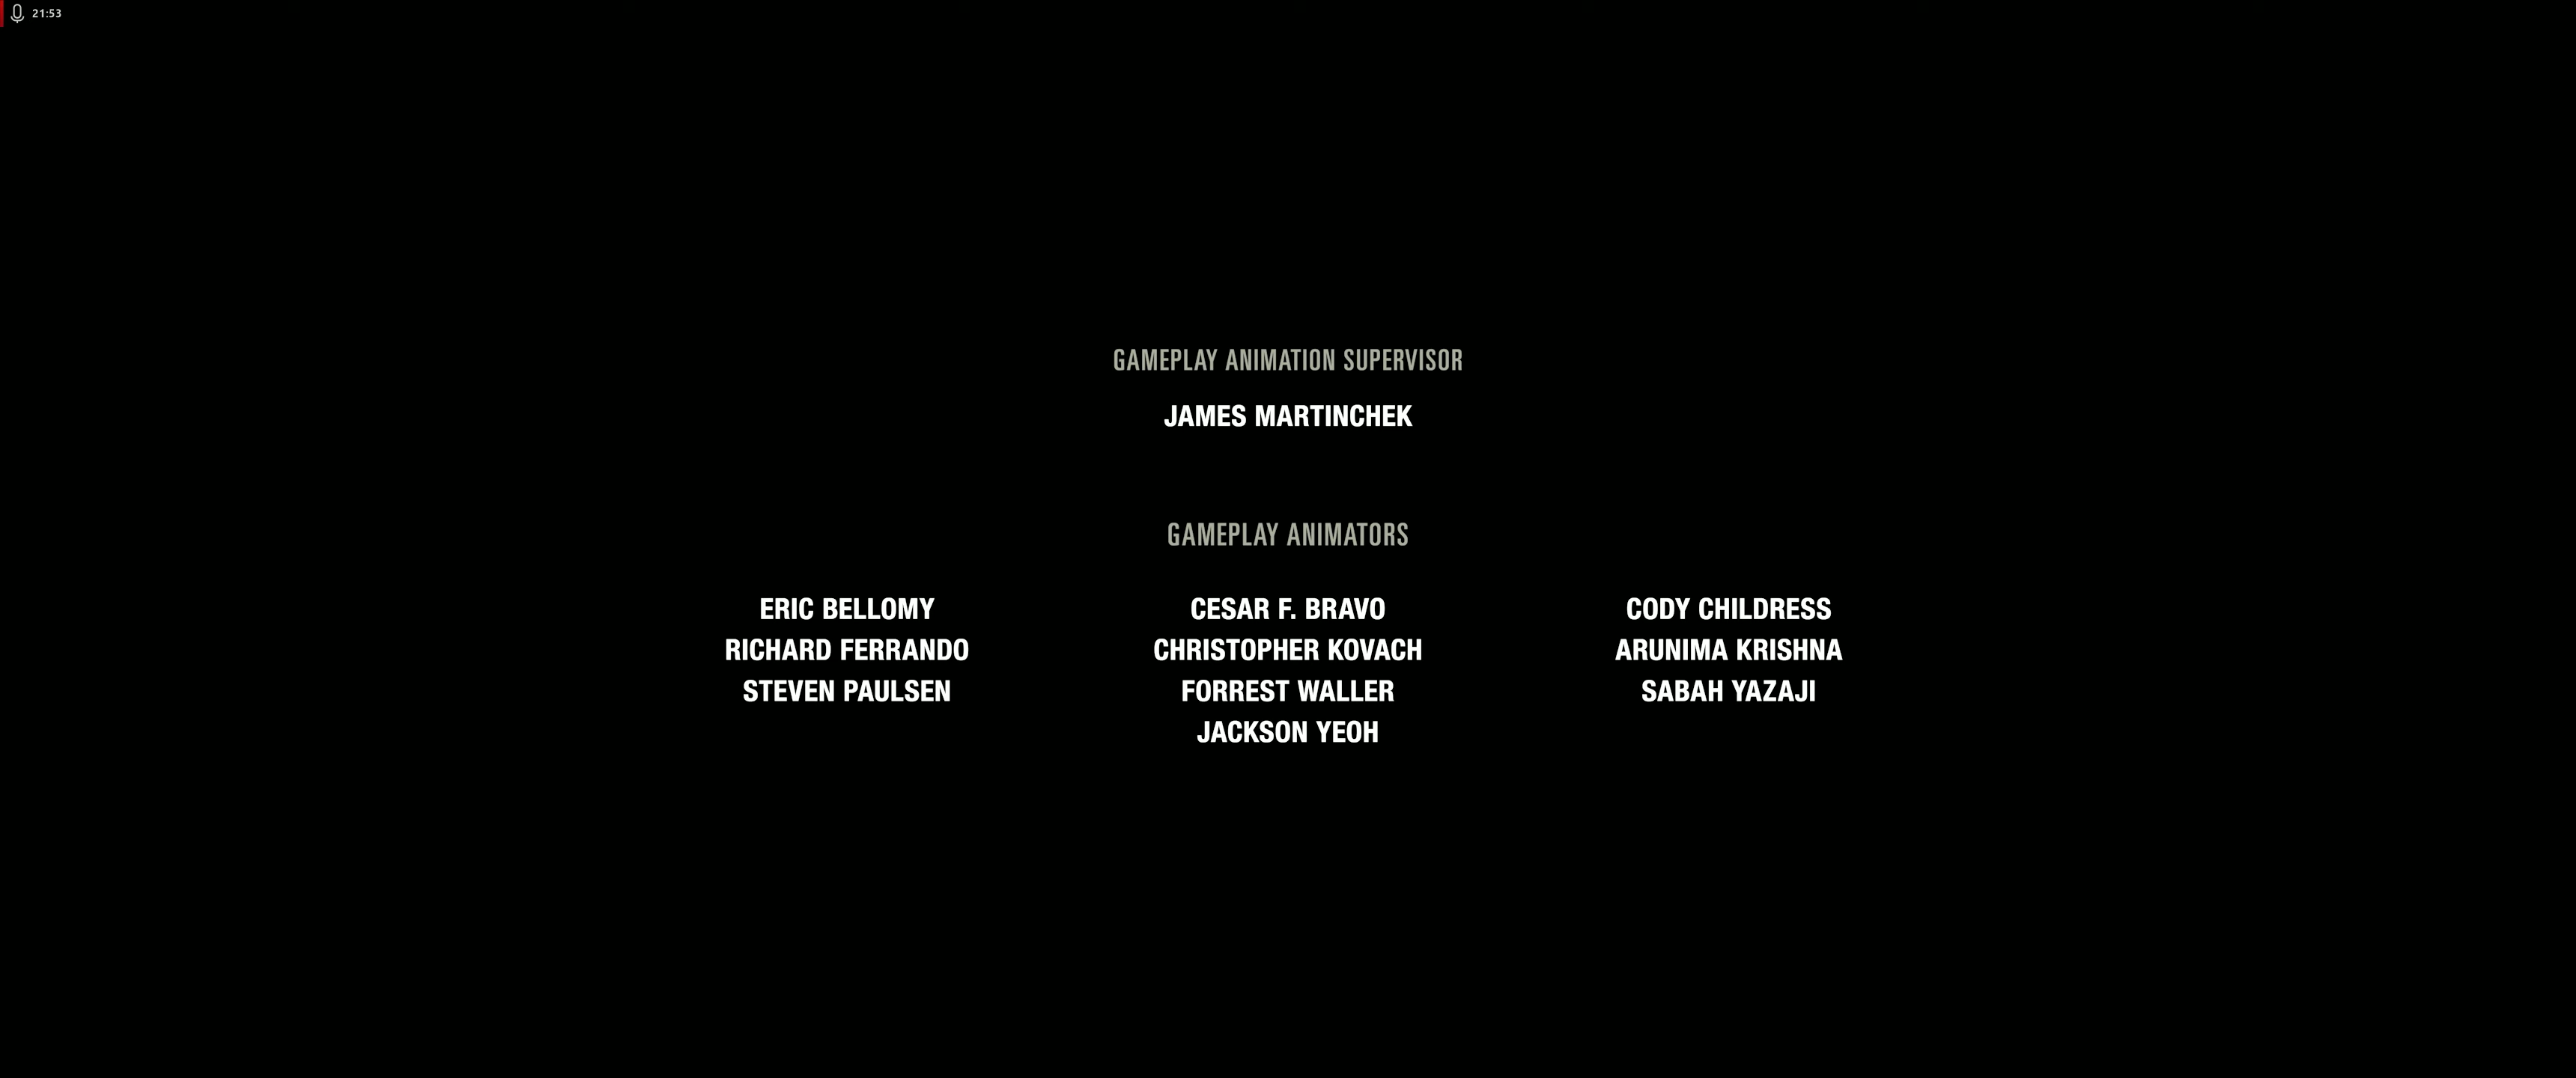 21:53
GAMEPLAY ANIMATION SUPERVISOR
JAMES MARTINCHEK
GAMEPLAY ANIMATORS
ERIC BELLOMY CESAR F. BRAVO CODY CHILDRESS
RICHARD FERRANDO CHRISTOPHER KOVACH ARUNIMA KRISHNA
STEVEN PAULSEN FORREST WALLER SABAH YAZAJI
JACKSON YEOH